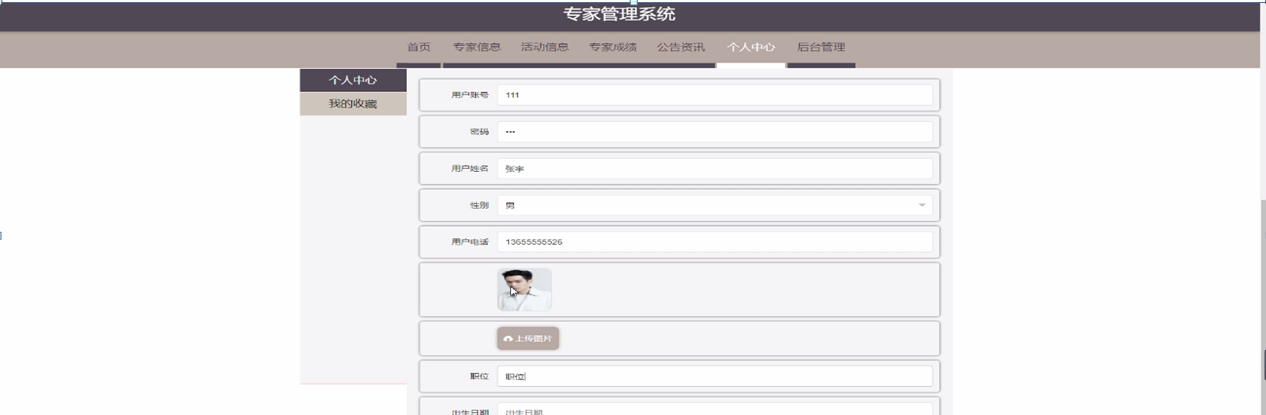 专家管理系统
首页 专家信息 活动信息 专家成绩 公告资讯 个人中心 后台管理
个人中心
我的收藏
用户账号 111
密码 •••
用户姓名 张宇
性别 男
用户电话 13655555526
上传图片
职位 职位
出生日期 出生日期